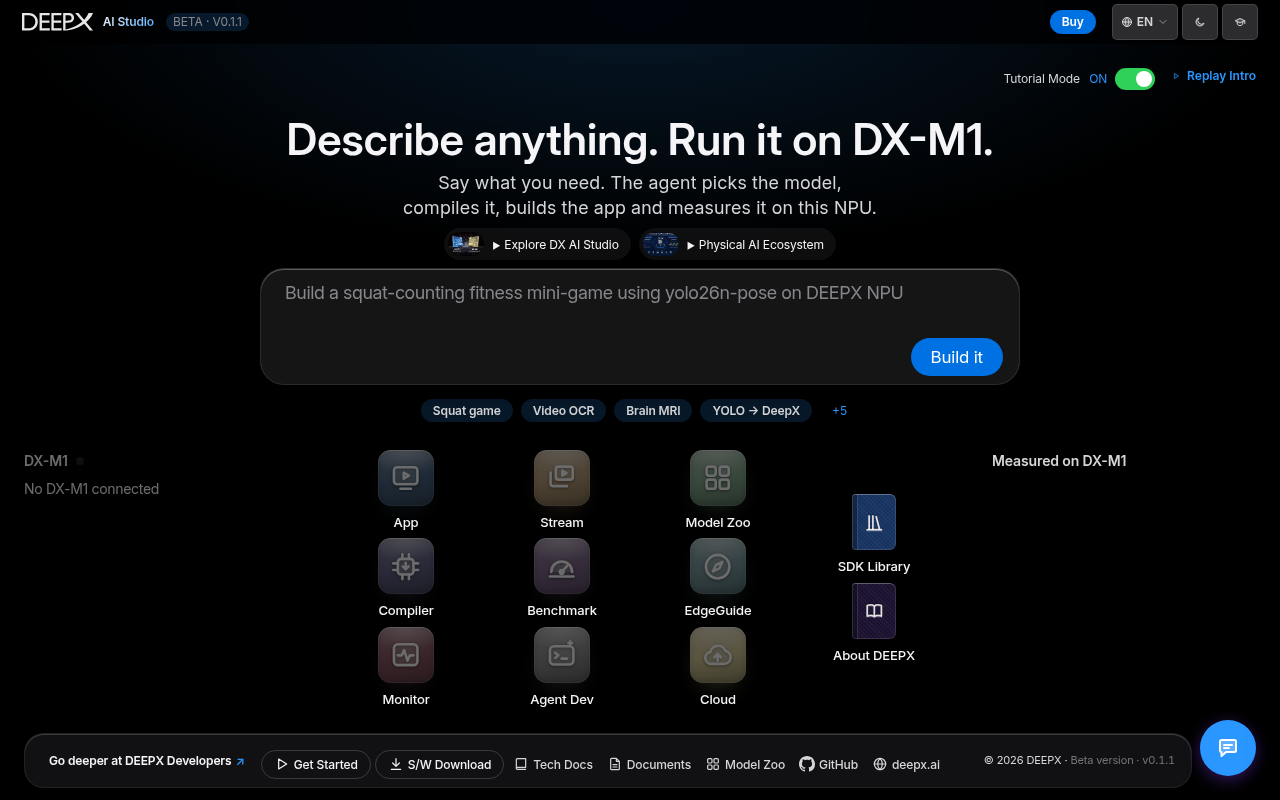 DEEPX AI Studio BETA · V0.1.1
Buy
EN
Tutorial Mode ON
Replay Intro
Describe anything. Run it on DX-M1.
Say what you need. The agent picks the model,
compiles it, builds the app and measures it on this NPU.
Explore DX AI Studio
Physical AI Ecosystem
Build a squat-counting fitness mini-game using yolo26n-pose on DEEPX NPU
Build it
Squat game
Video OCR
Brain MRI
YOLO → DeepX
+5
DX-M1
No DX-M1 connected
App
Stream
Model Zoo
Compiler
Benchmark
EdgeGuide
Monitor
Agent Dev
Cloud
Measured on DX-M1
SDK Library
About DEEPX
Go deeper at DEEPX Developers ↗
Get Started
S/W Download
Tech Docs
Documents
Model Zoo
GitHub
deepx.ai
© 2026 DEEPX · Beta version · v0.1.1